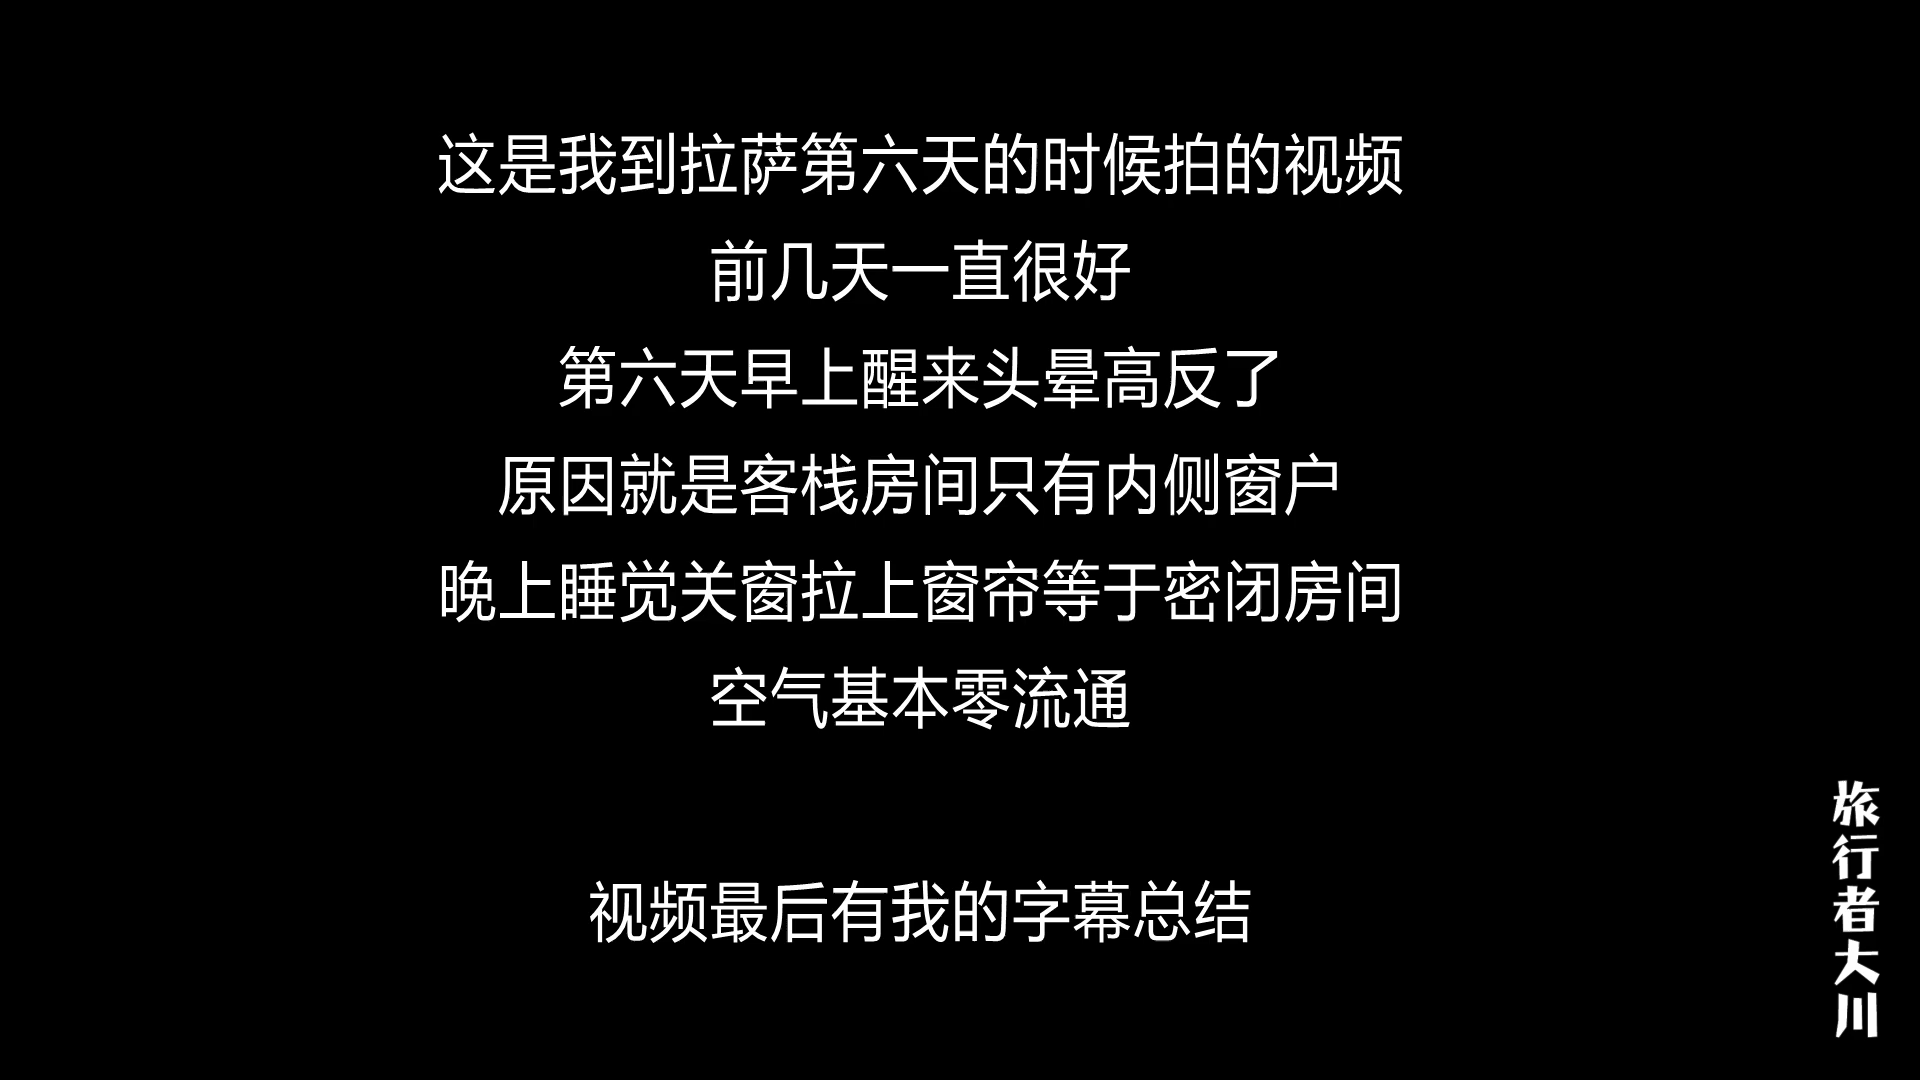 这是我到拉萨第六天的时候拍的视频
前几天一直很好
第六天早上醒来头晕高反了
原因就是客栈房间只有内侧窗户
晚上睡觉关窗拉上窗帘等于密闭房间
空气基本零流通
视频最后有我的字幕总结
旅行者大川